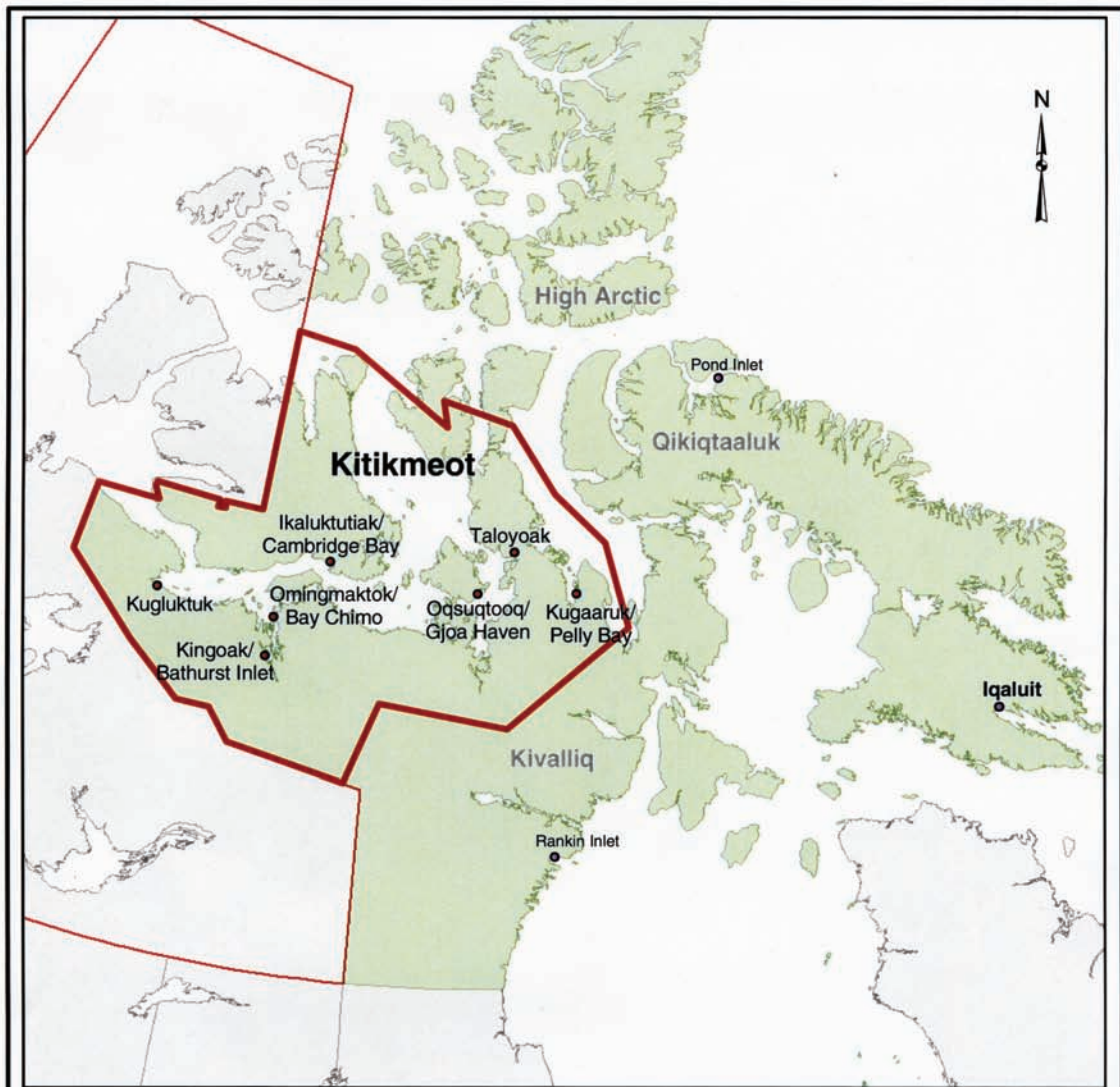 N
High Arctic
Pond Inlet
Qikiqtaaluk
Kitikmeot
Ikaluktutiak/
Cambridge Bay
Taloyoak
Kugluktuk
Omingmaktok/
Bay Chimo
Oqsuqtooq/
Gjoa Haven
Kugaaruk/
Pelly Bay
Kingoak/
Bathurst Inlet
Iqaluit
Kivalliq
Rankin Inlet